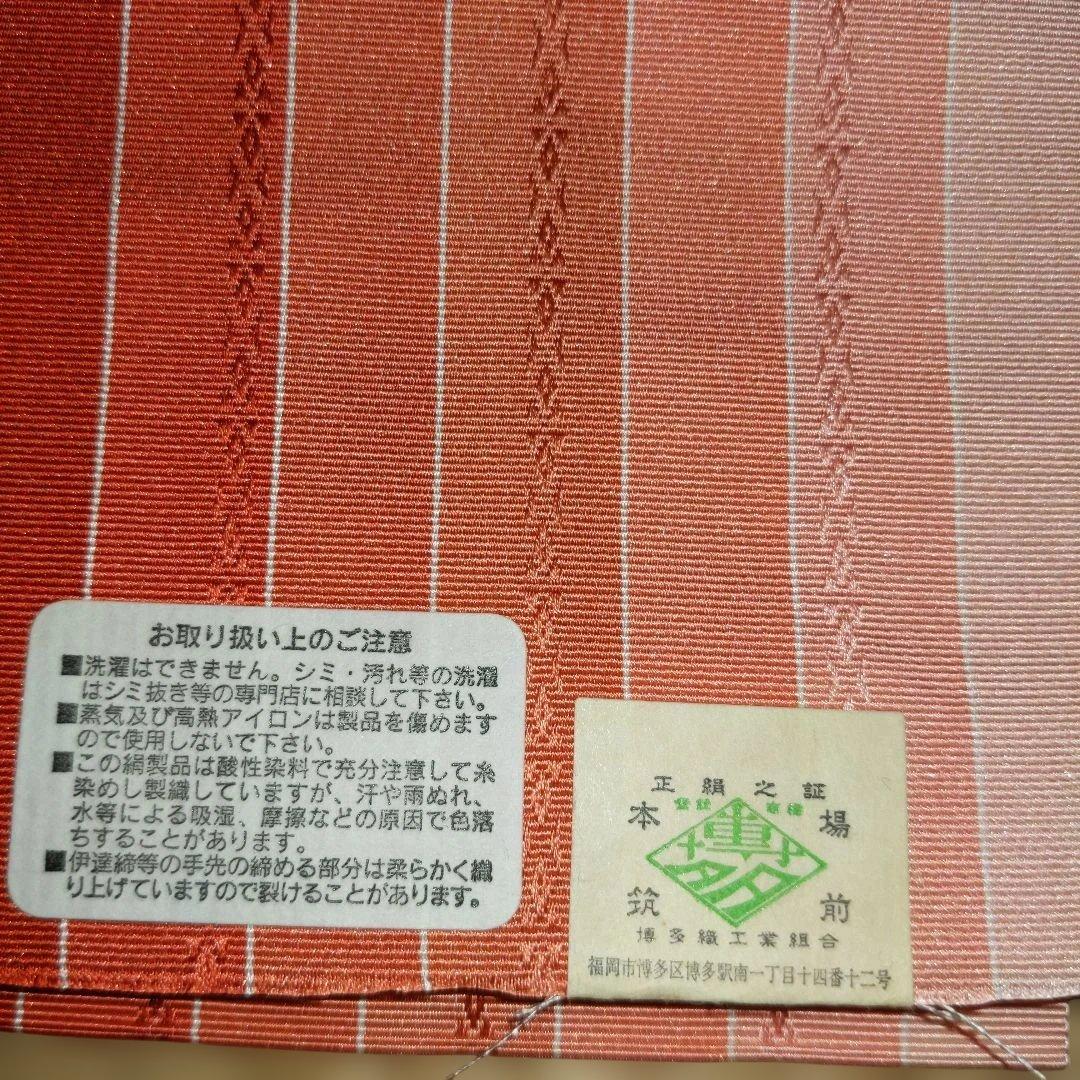 お取り扱い上のご注意
■洗濯はできません。シミ・汚れ等の洗濯
はシミ抜き等の専門店に相談して下さい。
■蒸気及び高熱アイロンは製品を傷めます
ので使用しないで下さい。
■この絹製品は酸性染料で充分注意して糸
染めし製織していますが、汗や雨ぬれ、
水等による吸湿、摩擦などの原因で色落
ちすることがあります。
■伊達締等の手先の締める部分は柔らかく織
り上げていますので裂けることがあります。
正絹之証
本場
筑前
博多
博多織工業組合
福岡市博多区博多駅南一丁目十四番十二号